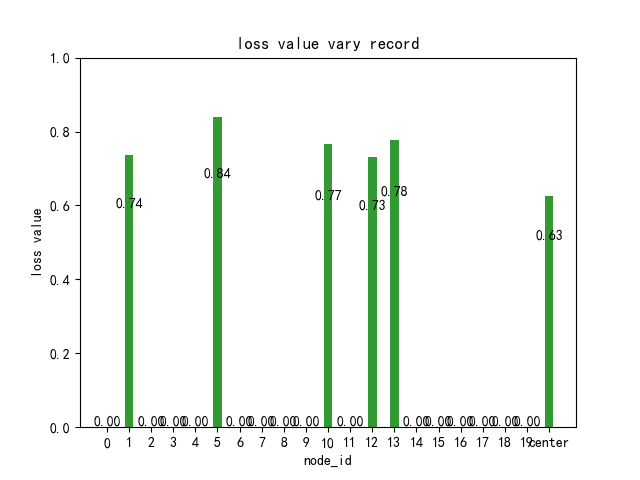 loss value vary record
1.0
0.8
0.6
0.4
0.2
0.0
loss value
0.00 0.74 0.00 0.00 0.00 0.84 0.00 0.00 0.00 0.00 0.77 0.00 0.73 0.78 0.00 0.00 0.00 0.00 0.00 0.00 0.63
0 1 2 3 4 5 6 7 8 9 10 11 12 13 14 15 16 17 18 19 center
node_id